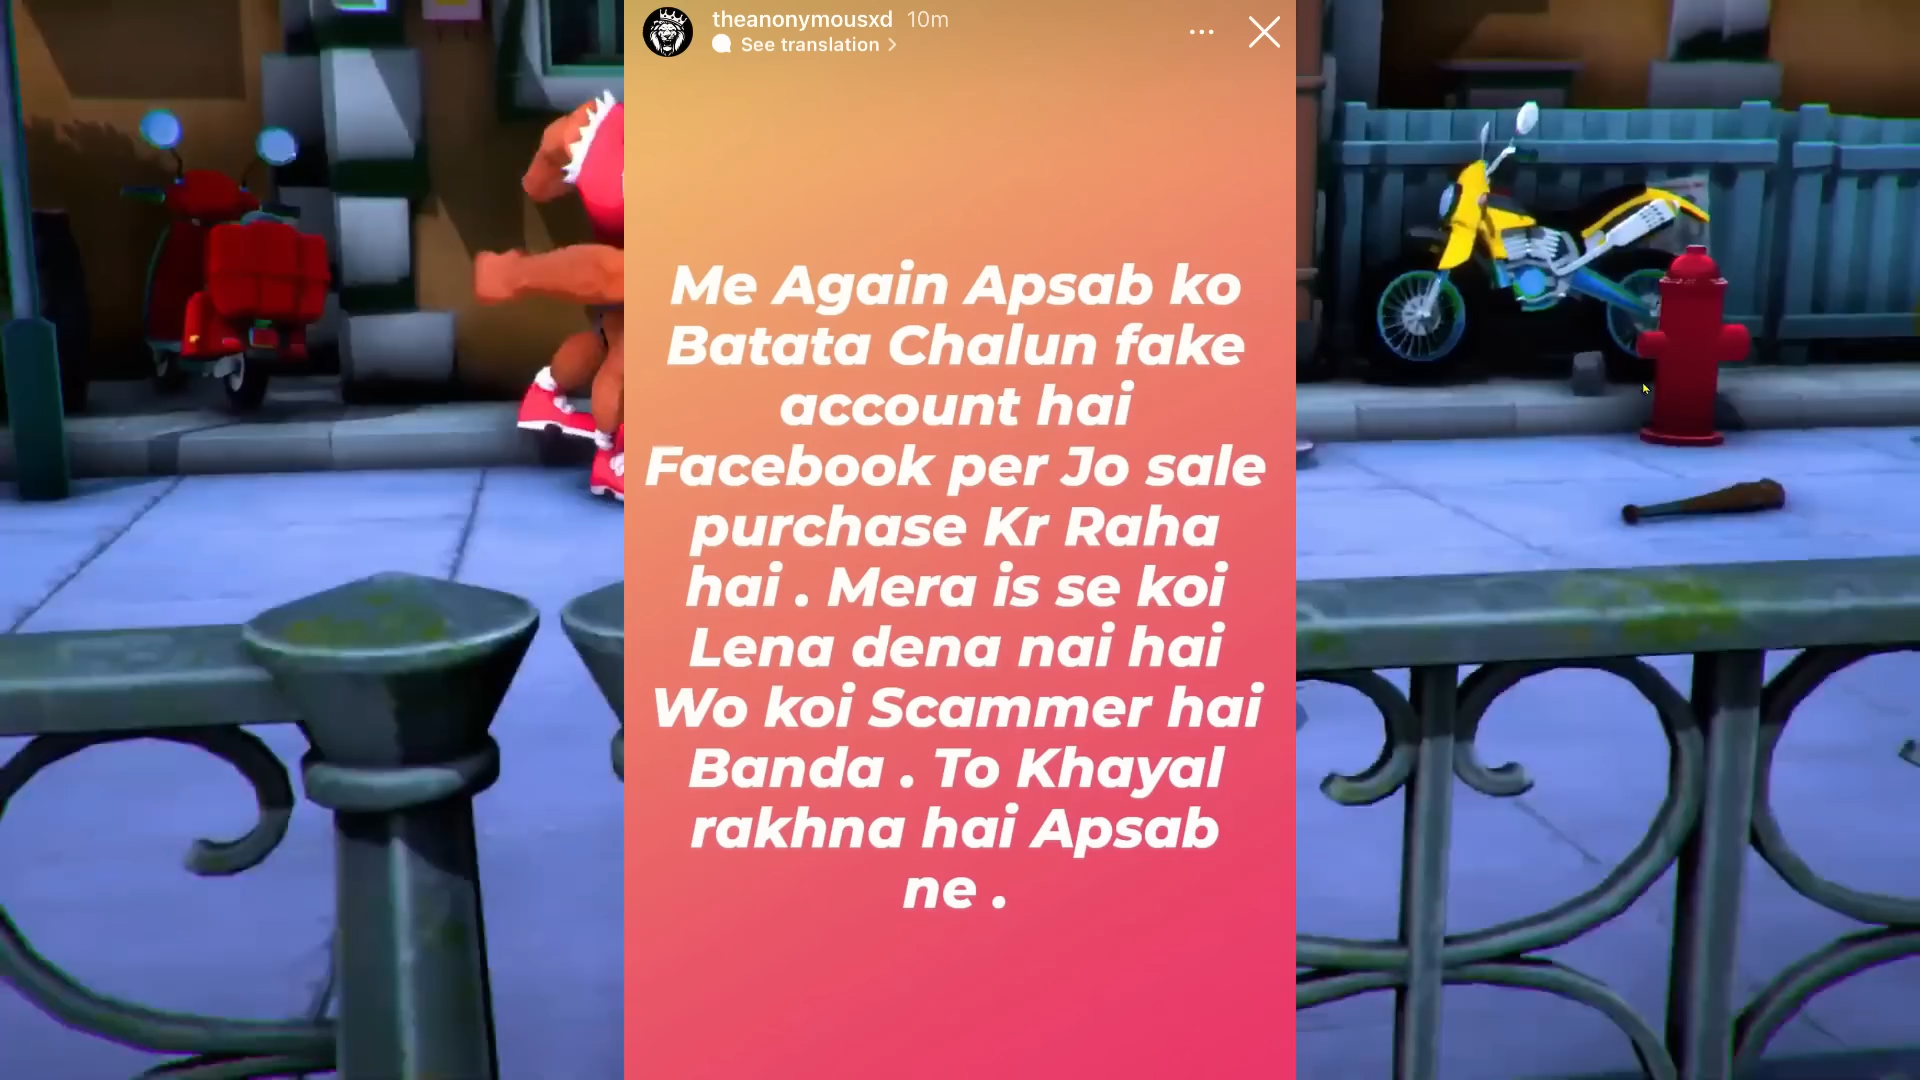 theanonymousxd 10m
See translation
Me Again Apsab ko
Batata Chalun fake
account hai
Facebook per Jo sale
purchase Kr Raha
hai . Mera is se koi
Lena dena nai hai
Wo koi Scammer hai
Banda . To Khayal
rakhna hai Apsab
ne .